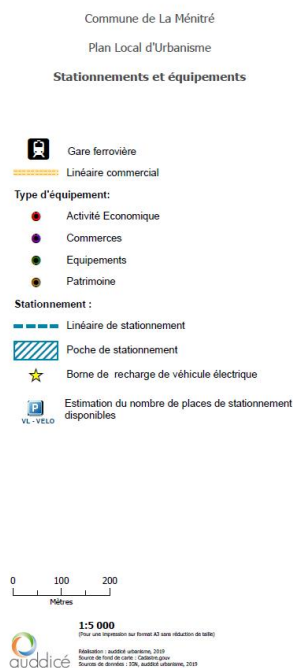 Commune de La Ménitré
Plan Local d'Urbanisme
Stationnements et équipements
Gare ferrovière
Linéaire commercial
Type d'équipement:
Activité Economique
Commerces
Equipements
Patrimoine
Stationnement :
Linéaire de stationnement
Poche de stationnement
Borne de recharge de véhicule électrique
P
VL - VELO
Estimation du nombre de places de stationnement
disponibles
0 100 200
Mètres
1:5 000
(Pour une impression sur format A3 sans réduction de taille)
auddicé
Réalisation : auddicé urbanisme, 2019
Source de fond de carte : Cadastre.gouv
Sources de données : IGN, auddicé urbanisme, 2019